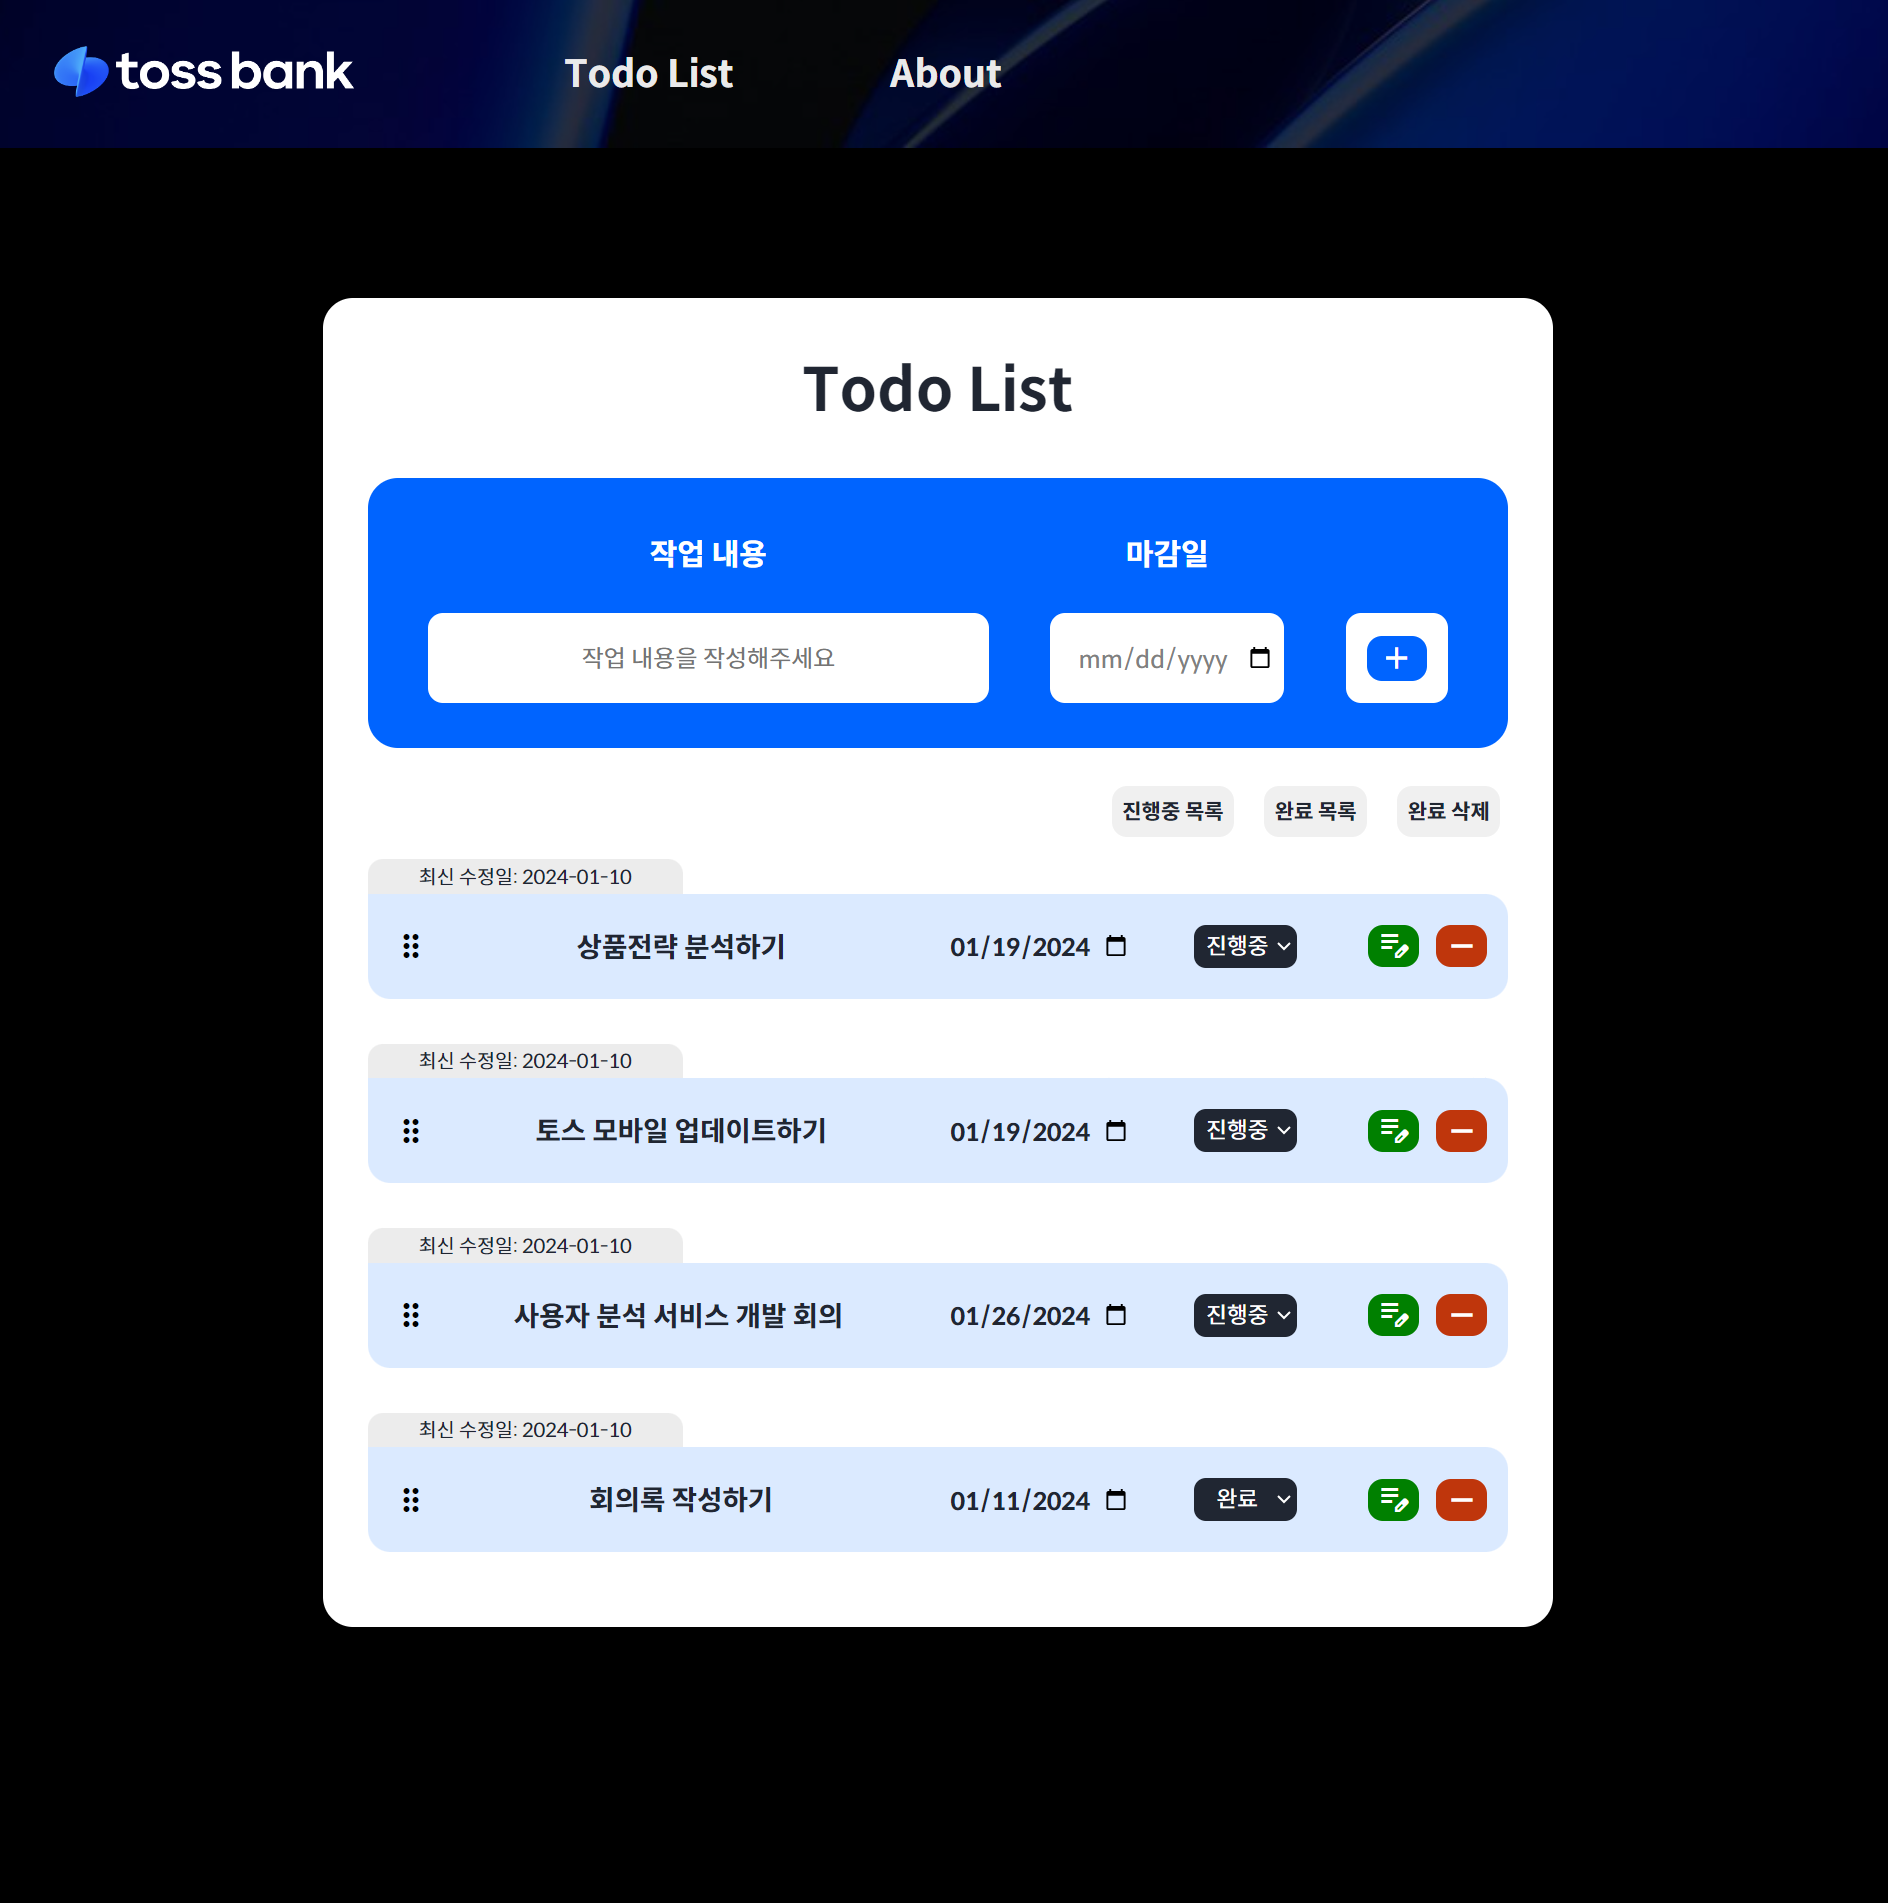 toss bank
Todo List
About
Todo List
작업 내용
마감일
작업 내용을 작성해주세요
mm/dd/yyyy
진행중 목록
완료 목록
완료 삭제
최신 수정일: 2024-01-10
상품전략 분석하기
01/19/2024
진행중
최신 수정일: 2024-01-10
토스 모바일 업데이트하기
01/19/2024
진행중
최신 수정일: 2024-01-10
사용자 분석 서비스 개발 회의
01/26/2024
진행중
최신 수정일: 2024-01-10
회의록 작성하기
01/11/2024
완료